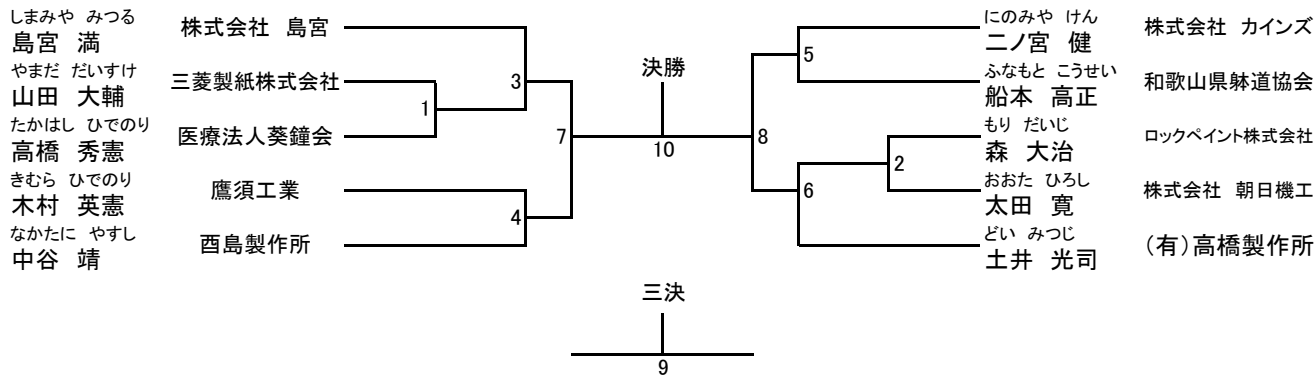 しまみや みつる
島宮 満
株式会社 島宮
やまだ だいすけ
山田 大輔
三菱製紙株式会社
たかはし ひでのり
高橋 秀憲
医療法人葵鐘会
きむら ひでのり
木村 英憲
鷹須工業
なかたに やすし
中谷 靖
酉島製作所
1
3
4
7
決勝
10
8
5
2
6
にのみや けん
二ノ宮 健
株式会社 カインズ
ふなもと こうせい
船本 高正
和歌山県躰道協会
もり だいじ
森 大治
ロックペイント株式会社
おおた ひろし
太田 寛
株式会社 朝日機工
どい みつじ
土井 光司
(有)高橋製作所
三決
9